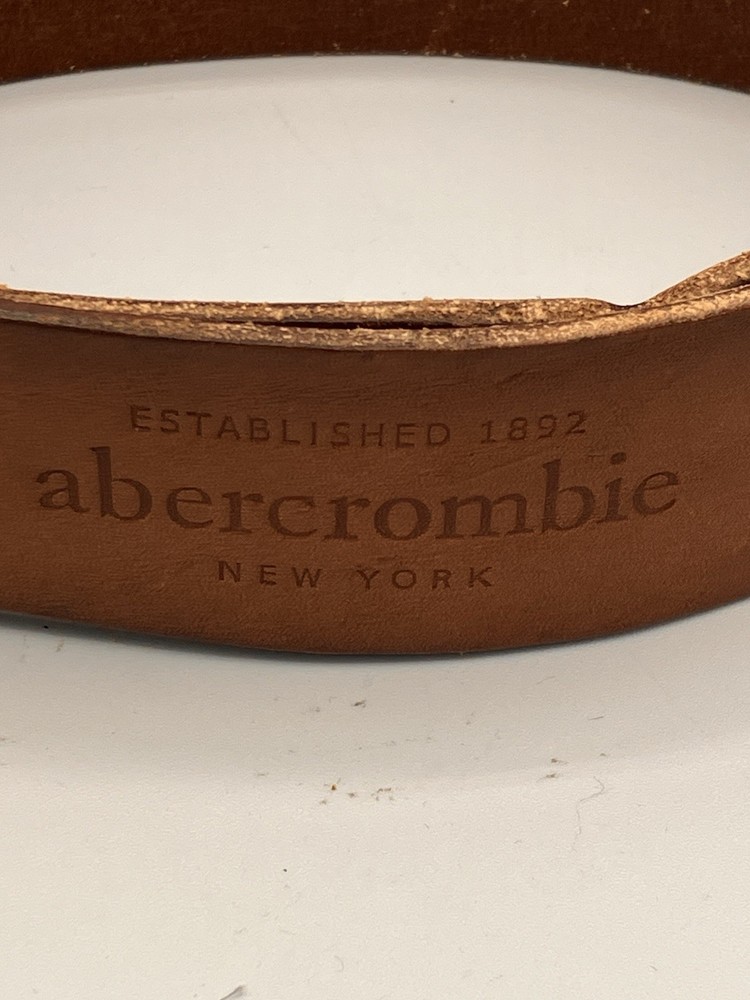 ESTABLISHED 1892
abercrombie
NEW YORK